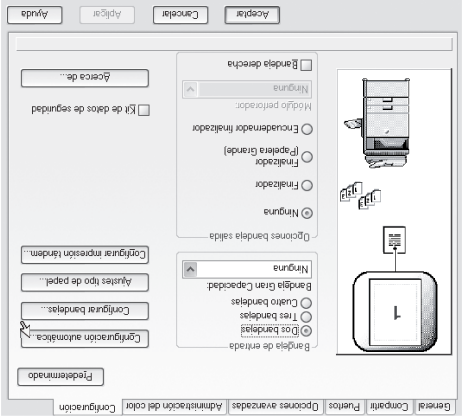 General Compartir Puertos Opciones avanzadas Administración del color Configuración
Predeterminado
1
Bandeja de entrada
Dos bandejas
Tres bandejas
Cuatro bandejas
Bandeja Gran Capacidad:
Ninguna
Configuración automática...
Configurar bandejas...
Ajustes tipo de papel...
Configurar impresión tándem...
Opciones bandeja salida
Ninguna
Finalizador
Finalizador
(Papelera Grande)
Encuadernador finalizador
Módulo perforador:
Ninguna
Bandeja derecha
Kit de datos de seguridad
Acerca de...
Aceptar Cancelar Aplicar Ayuda